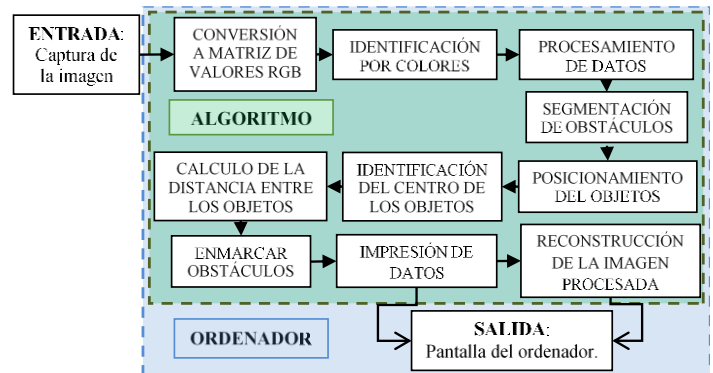 ENTRADA:
Captura de
la imagen
CONVERSIÓN
A MATRIZ DE
VALORES RGB
IDENTIFICACIÓN
POR COLORES
PROCESAMIENTO
DE DATOS
ALGORITMO
SEGMENTACIÓN
DE OBSTÁCULOS
CALCULO DE LA
DISTANCIA ENTRE
LOS OBJETOS
IDENTIFICACIÓN
DEL CENTRO DE
LOS OBJETOS
POSICIONAMIENTO
DEL OBJETOS
ENMARCAR
OBSTÁCULOS
IMPRESIÓN DE
DATOS
RECONSTRUCCIÓN
DE LA IMAGEN
PROCESADA
ORDENADOR
SALIDA:
Pantalla del ordenador.